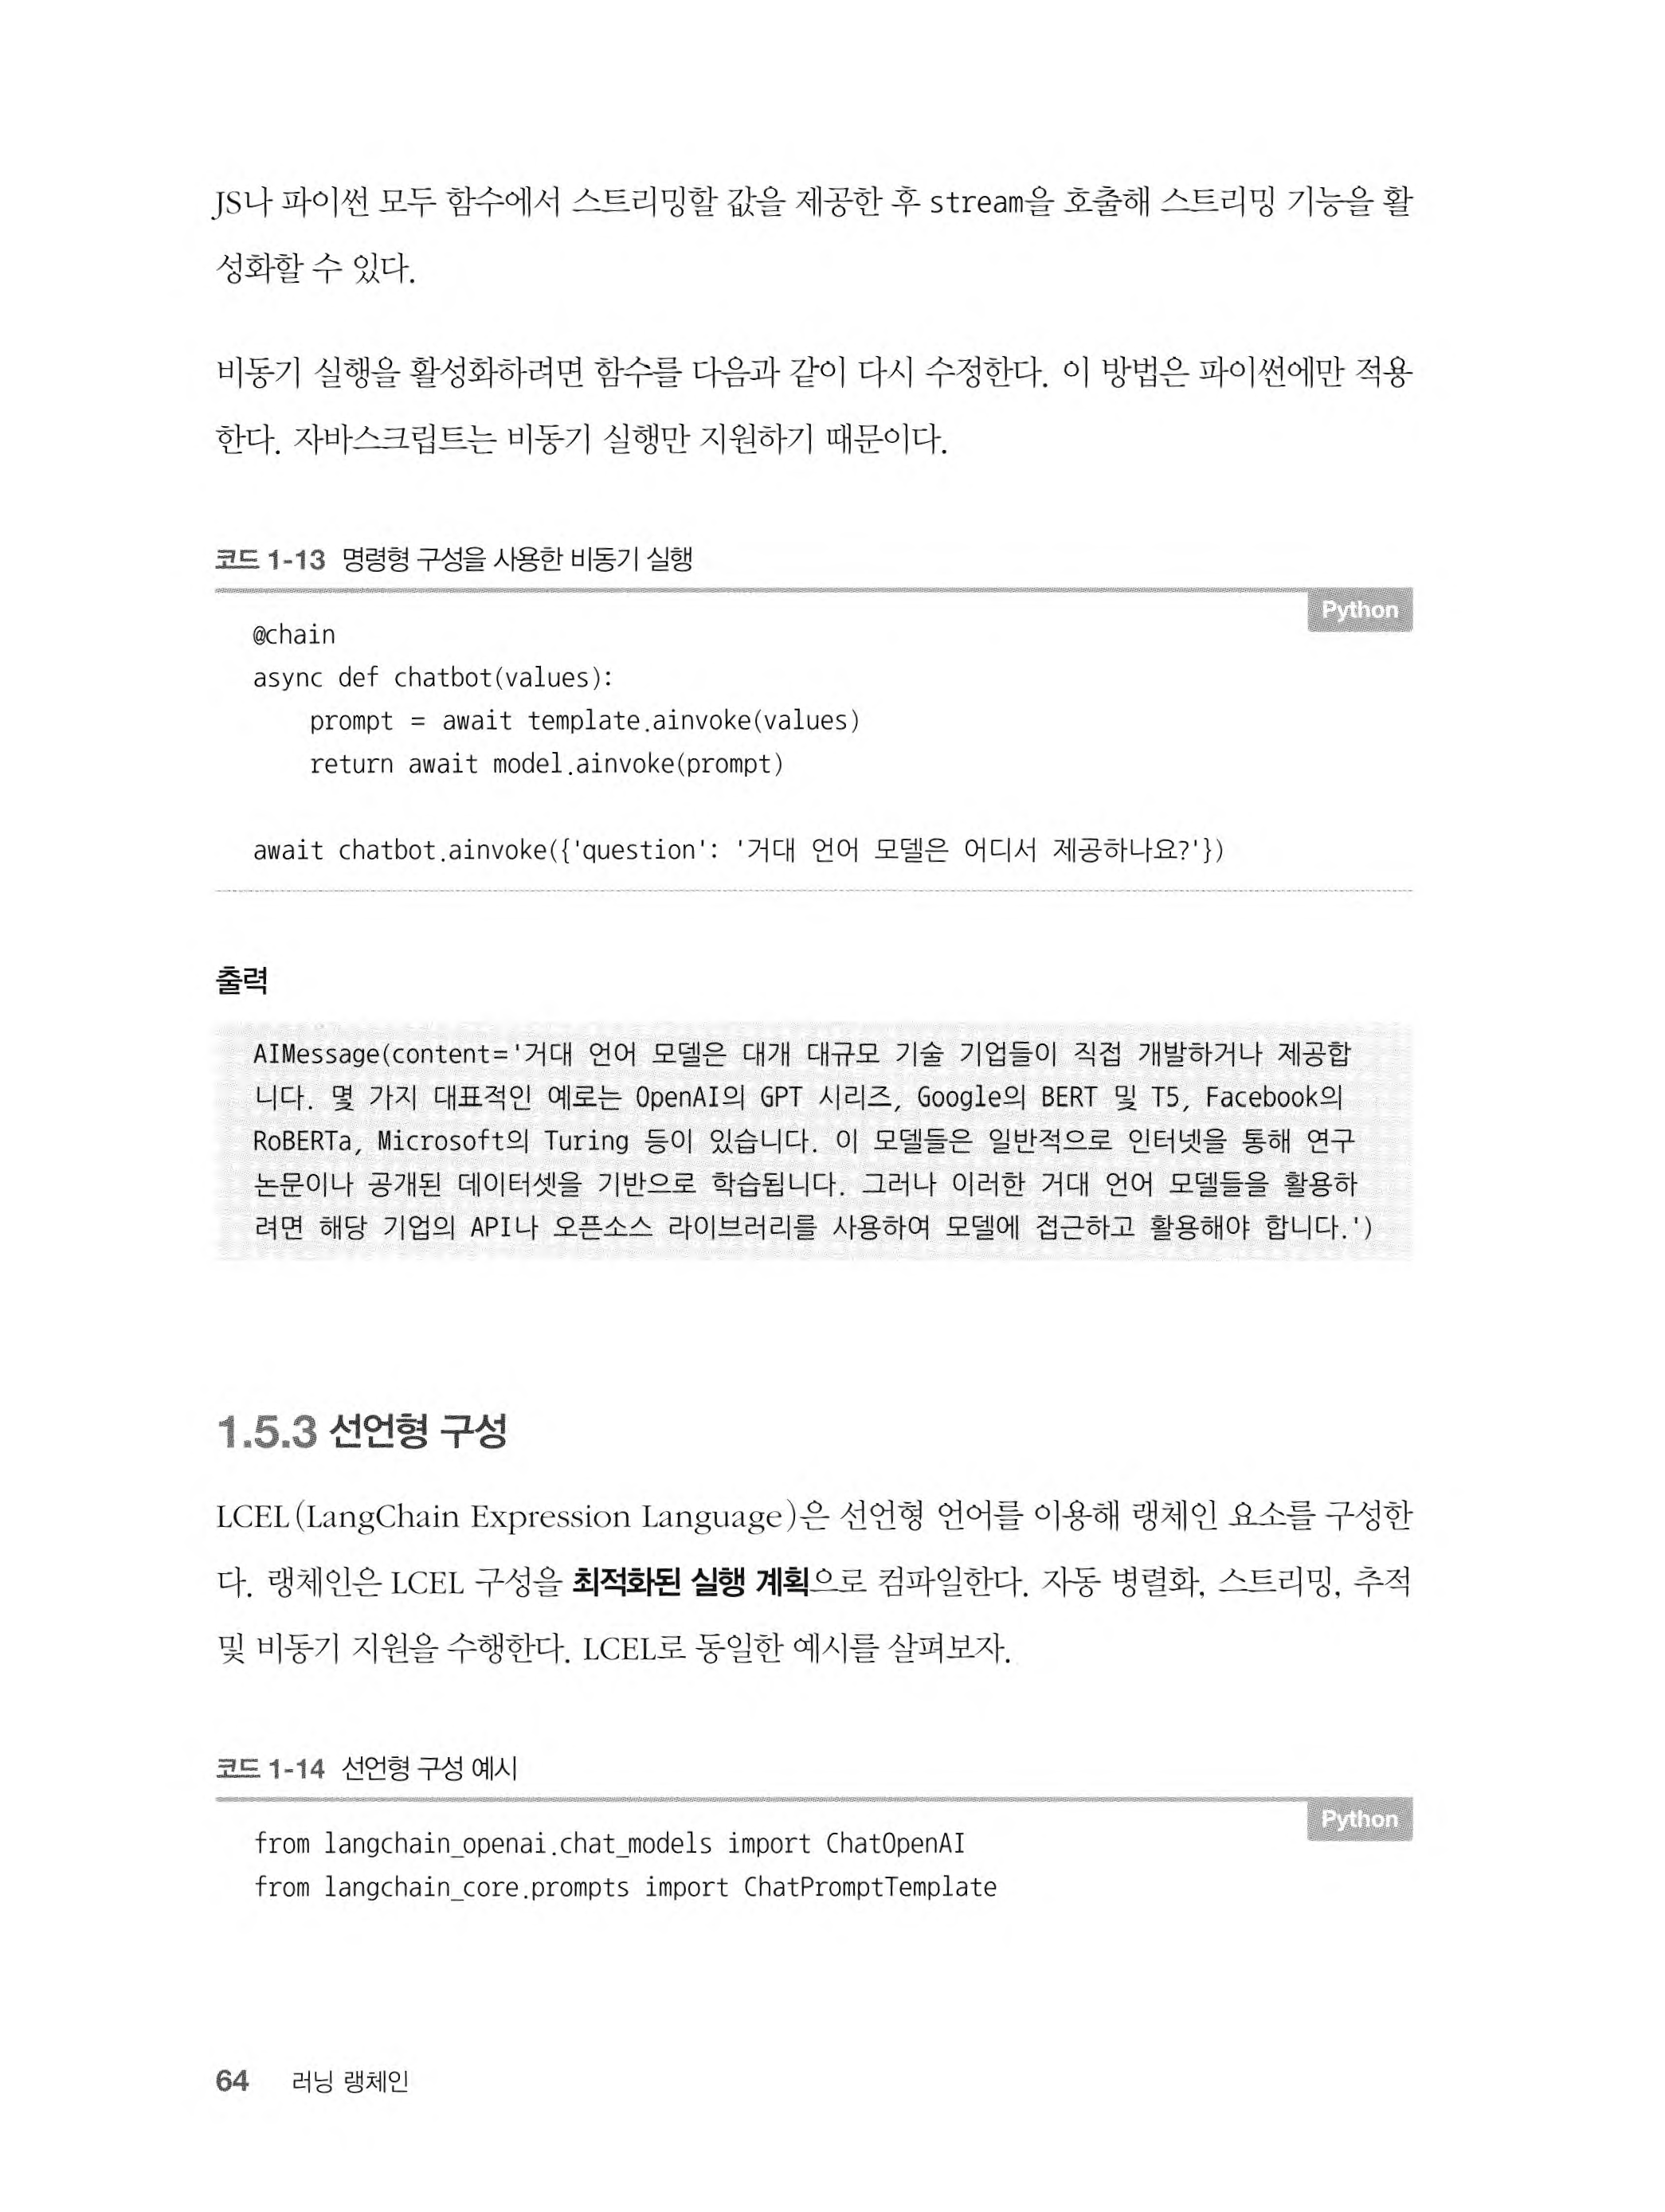 JS나 파이썬 모두 함수에서 스트리밍할 값을 제공한 후 stream을 호출해 스트리밍 기능을 활
성화할 수 있다.
비동기 실행을 활성화하려면 함수를 다음과 같이 다시 수정한다. 이 방법은 파이썬에만 적용
한다. 자바스크립트는 비동기 실행만 지원하기 때문이다.
코드 1-13 명령형 구성을 사용한 비동기 실행
Python
@chain
async def chatbot(values):
    prompt = await template.ainvoke(values)
    return await model.ainvoke(prompt)
await chatbot.ainvoke({'question': '거대 언어 모델은 어디서 제공하나요?'})
출력
AIMessage(content='거대 언어 모델은 대개 대규모 기술 기업들이 직접 개발하거나 제공합
니다. 몇 가지 대표적인 예로는 OpenAI의 GPT 시리즈, Google의 BERT 및 T5, Facebook의
RoBERTa, Microsoft의 Turing 등이 있습니다. 이 모델들은 일반적으로 인터넷을 통해 연구
논문이나 공개된 데이터셋을 기반으로 학습됩니다. 그러나 이러한 거대 언어 모델들을 활용하
려면 해당 기업의 API나 오픈소스 라이브러리를 사용하여 모델에 접근하고 활용해야 합니다.')
1.5.3 선언형 구성
LCEL(LangChain Expression Language)은 선언형 언어를 이용해 랭체인 요소를 구성한
다. 랭체인은 LCEL 구성을 최적화된 실행 계획으로 컴파일한다. 자동 병렬화, 스트리밍, 추적
및 비동기 지원을 수행한다. LCEL로 동일한 예시를 살펴보자.
코드 1-14 선언형 구성 예시
Python
from langchain_openai.chat_models import ChatOpenAI
from langchain_core.prompts import ChatPromptTemplate
64 러닝 랭체인